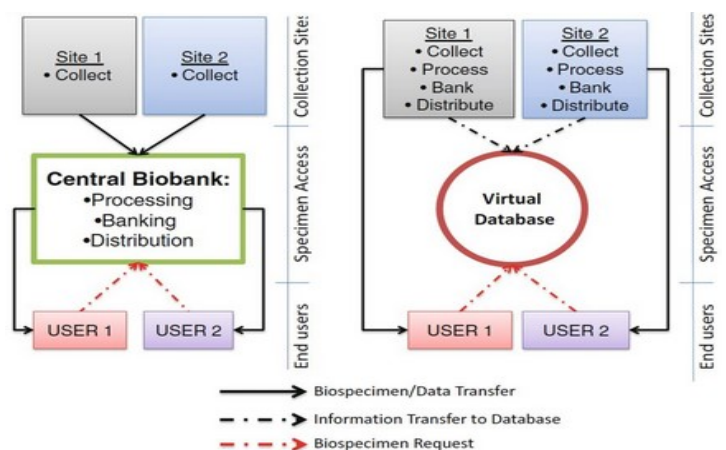 Site 1
• Collect
Site 2
• Collect
Central Biobank:
•Processing
•Banking
•Distribution
USER 1
USER 2
Collection Sites
Specimen Access
End users
Site 1
• Collect
• Process
• Bank
• Distribute
Site 2
• Collect
• Process
• Bank
• Distribute
Virtual
Database
USER 1
USER 2
Collection Sites
Specimen Access
End users
Biospecimen/Data Transfer
Information Transfer to Database
Biospecimen Request